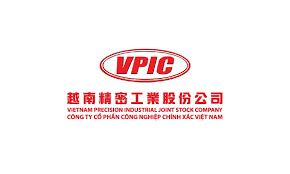 VPIC
越南精密工業股份公司
VIETNAM PRECISION INDUSTRIAL JOINT STOCK COMPANY
CÔNG TY CỔ PHẦN CÔNG NGHIỆP CHÍNH XÁC VIỆT NAM